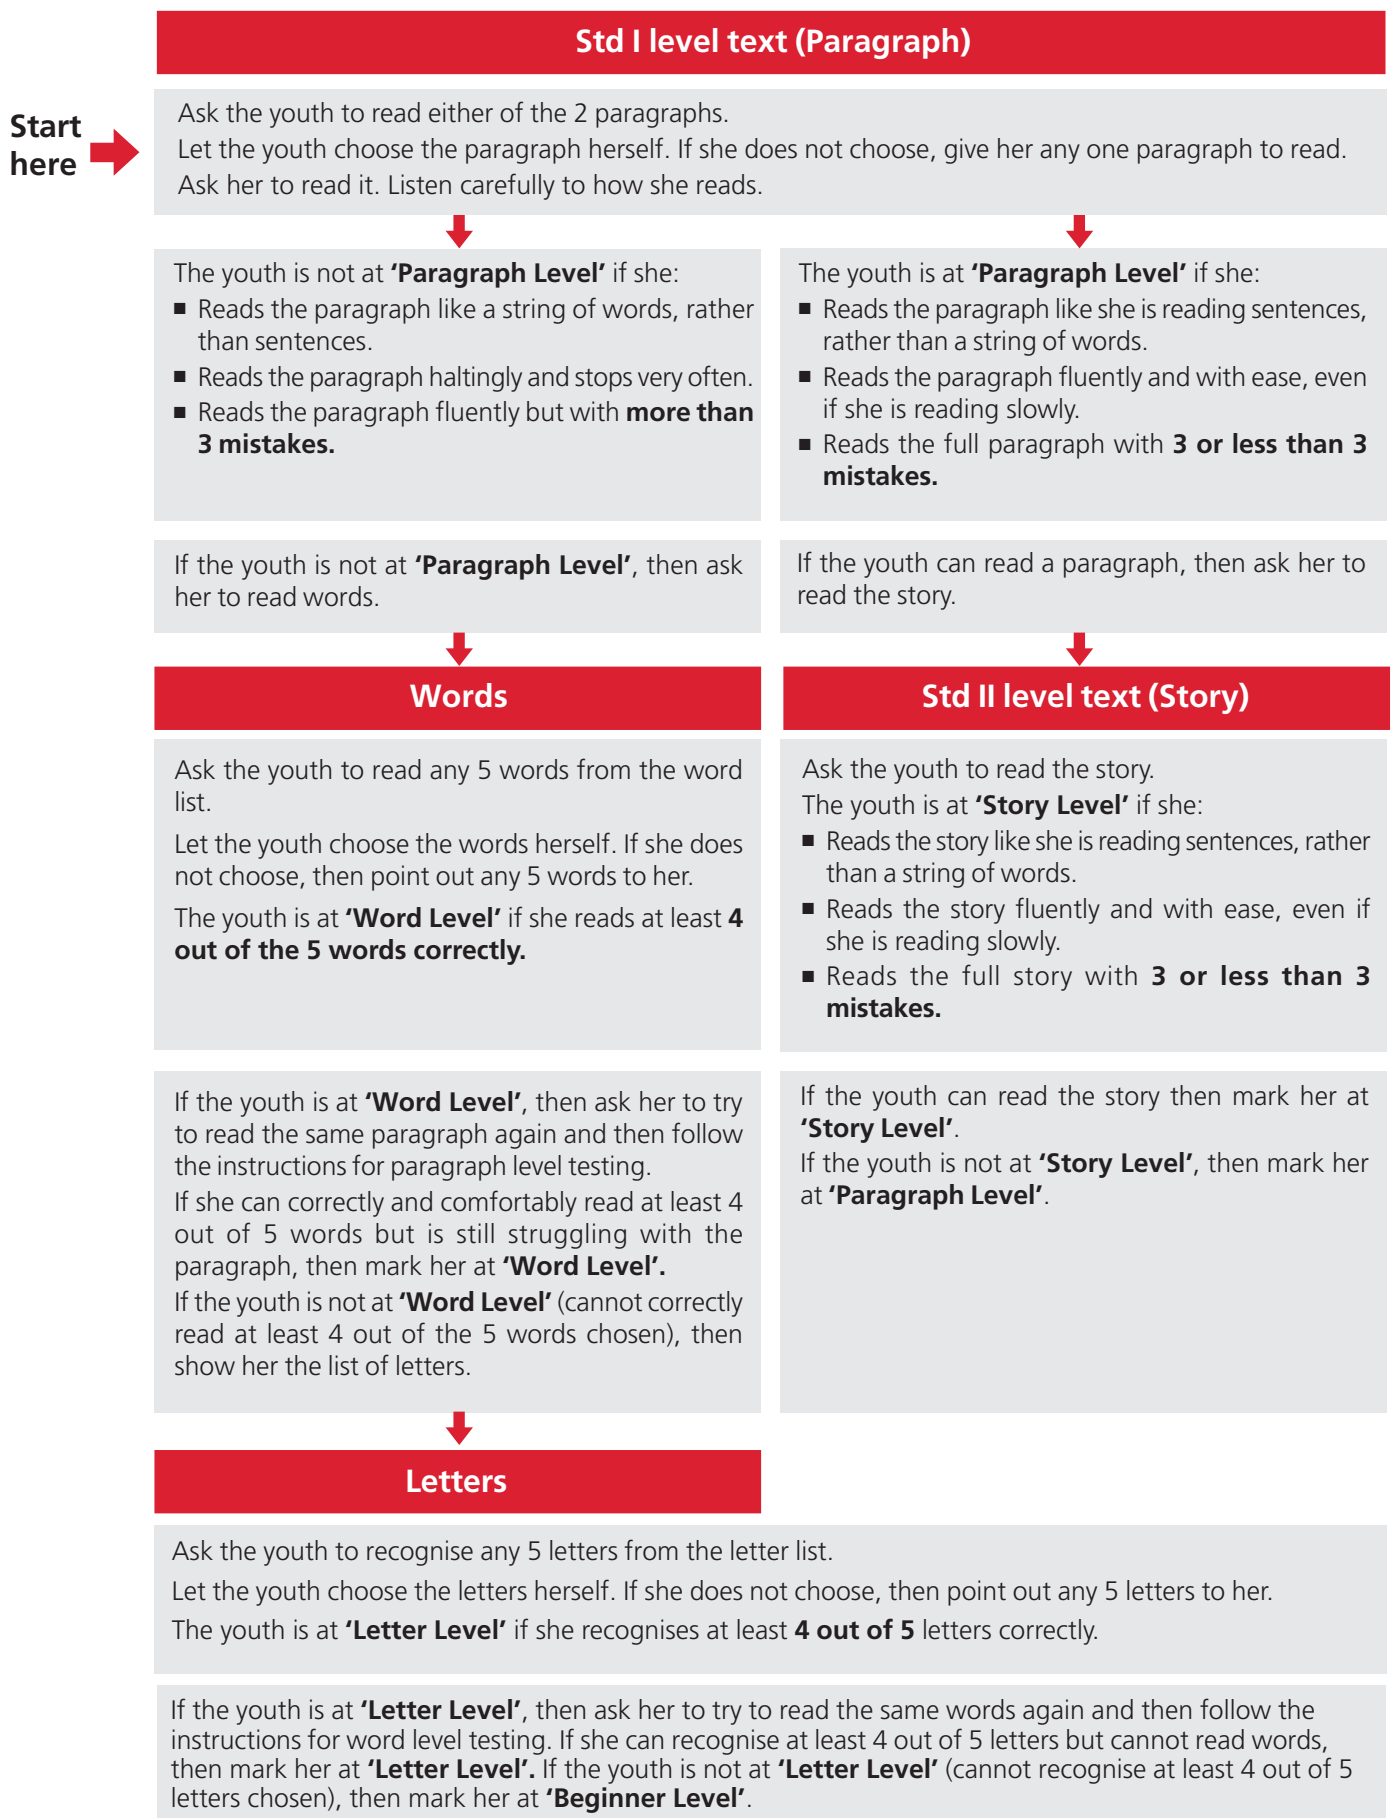 Std I level text (Paragraph)
Start
here
Ask the youth to read either of the 2 paragraphs.
Let the youth choose the paragraph herself. If she does not choose, give her any one paragraph to read.
Ask her to read it. Listen carefully to how she reads.
The youth is not at ‘Paragraph Level’ if she:
■ Reads the paragraph like a string of words, rather
than sentences.
■ Reads the paragraph haltingly and stops very often.
■ Reads the paragraph fluently but with more than
3 mistakes.
The youth is at ‘Paragraph Level’ if she:
■ Reads the paragraph like she is reading sentences,
rather than a string of words.
■ Reads the paragraph fluently and with ease, even
if she is reading slowly.
■ Reads the full paragraph with 3 or less than 3
mistakes.
If the youth is not at ‘Paragraph Level’, then ask
her to read words.
If the youth can read a paragraph, then ask her to
read the story.
Words
Ask the youth to read any 5 words from the word
list.
Let the youth choose the words herself. If she does
not choose, then point out any 5 words to her.
The youth is at ‘Word Level’ if she reads at least 4
out of the 5 words correctly.
Std II level text (Story)
Ask the youth to read the story.
The youth is at ‘Story Level’ if she:
■ Reads the story like she is reading sentences, rather
than a string of words.
■ Reads the story fluently and with ease, even if
she is reading slowly.
■ Reads the full story with 3 or less than 3
mistakes.
If the youth is at ‘Word Level’, then ask her to try
to read the same paragraph again and then follow
the instructions for paragraph level testing.
If she can correctly and comfortably read at least 4
out of 5 words but is still struggling with the
paragraph, then mark her at ‘Word Level’.
If the youth is not at ‘Word Level’ (cannot correctly
read at least 4 out of the 5 words chosen), then
show her the list of letters.
If the youth can read the story then mark her at
‘Story Level’.
If the youth is not at ‘Story Level’, then mark her
at ‘Paragraph Level’.
Letters
Ask the youth to recognise any 5 letters from the letter list.
Let the youth choose the letters herself. If she does not choose, then point out any 5 letters to her.
The youth is at ‘Letter Level’ if she recognises at least 4 out of 5 letters correctly.
If the youth is at ‘Letter Level’, then ask her to try to read the same words again and then follow the
instructions for word level testing. If she can recognise at least 4 out of 5 letters but cannot read words,
then mark her at ‘Letter Level’. If the youth is not at ‘Letter Level’ (cannot recognise at least 4 out of 5
letters chosen), then mark her at ‘Beginner Level’.